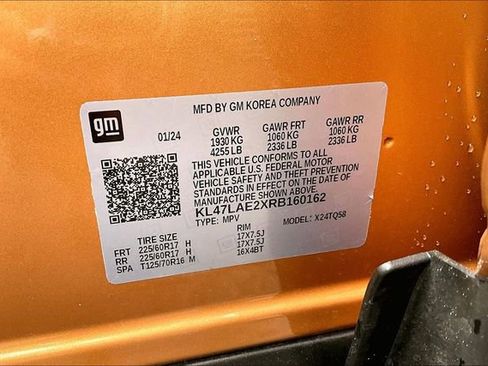 MFD BY GM KOREA COMPANY
gm
01/24 GVWR GAWR FRT GAWR RR
1930 KG 1060 KG 1060 KG
4255 LB 2336 LB 2336 LB
THIS VEHICLE CONFORMS TO ALL
APPLICABLE U.S. FEDERAL MOTOR
VEHICLE SAFETY AND THEFT PREVENTION
STANDARDS IN EFFECT ON THE DATE OF
MANUFACTURE SHOWN ABOVE.
KL47LAE2XRB160162
TYPE: MPV MODEL: X24TQ58
TIRE SIZE RIM
FRT 225/60R17 H 17X7.5J
RR 225/60R17 H 17X7.5J
SPA T125/70R16 M 16X4BT